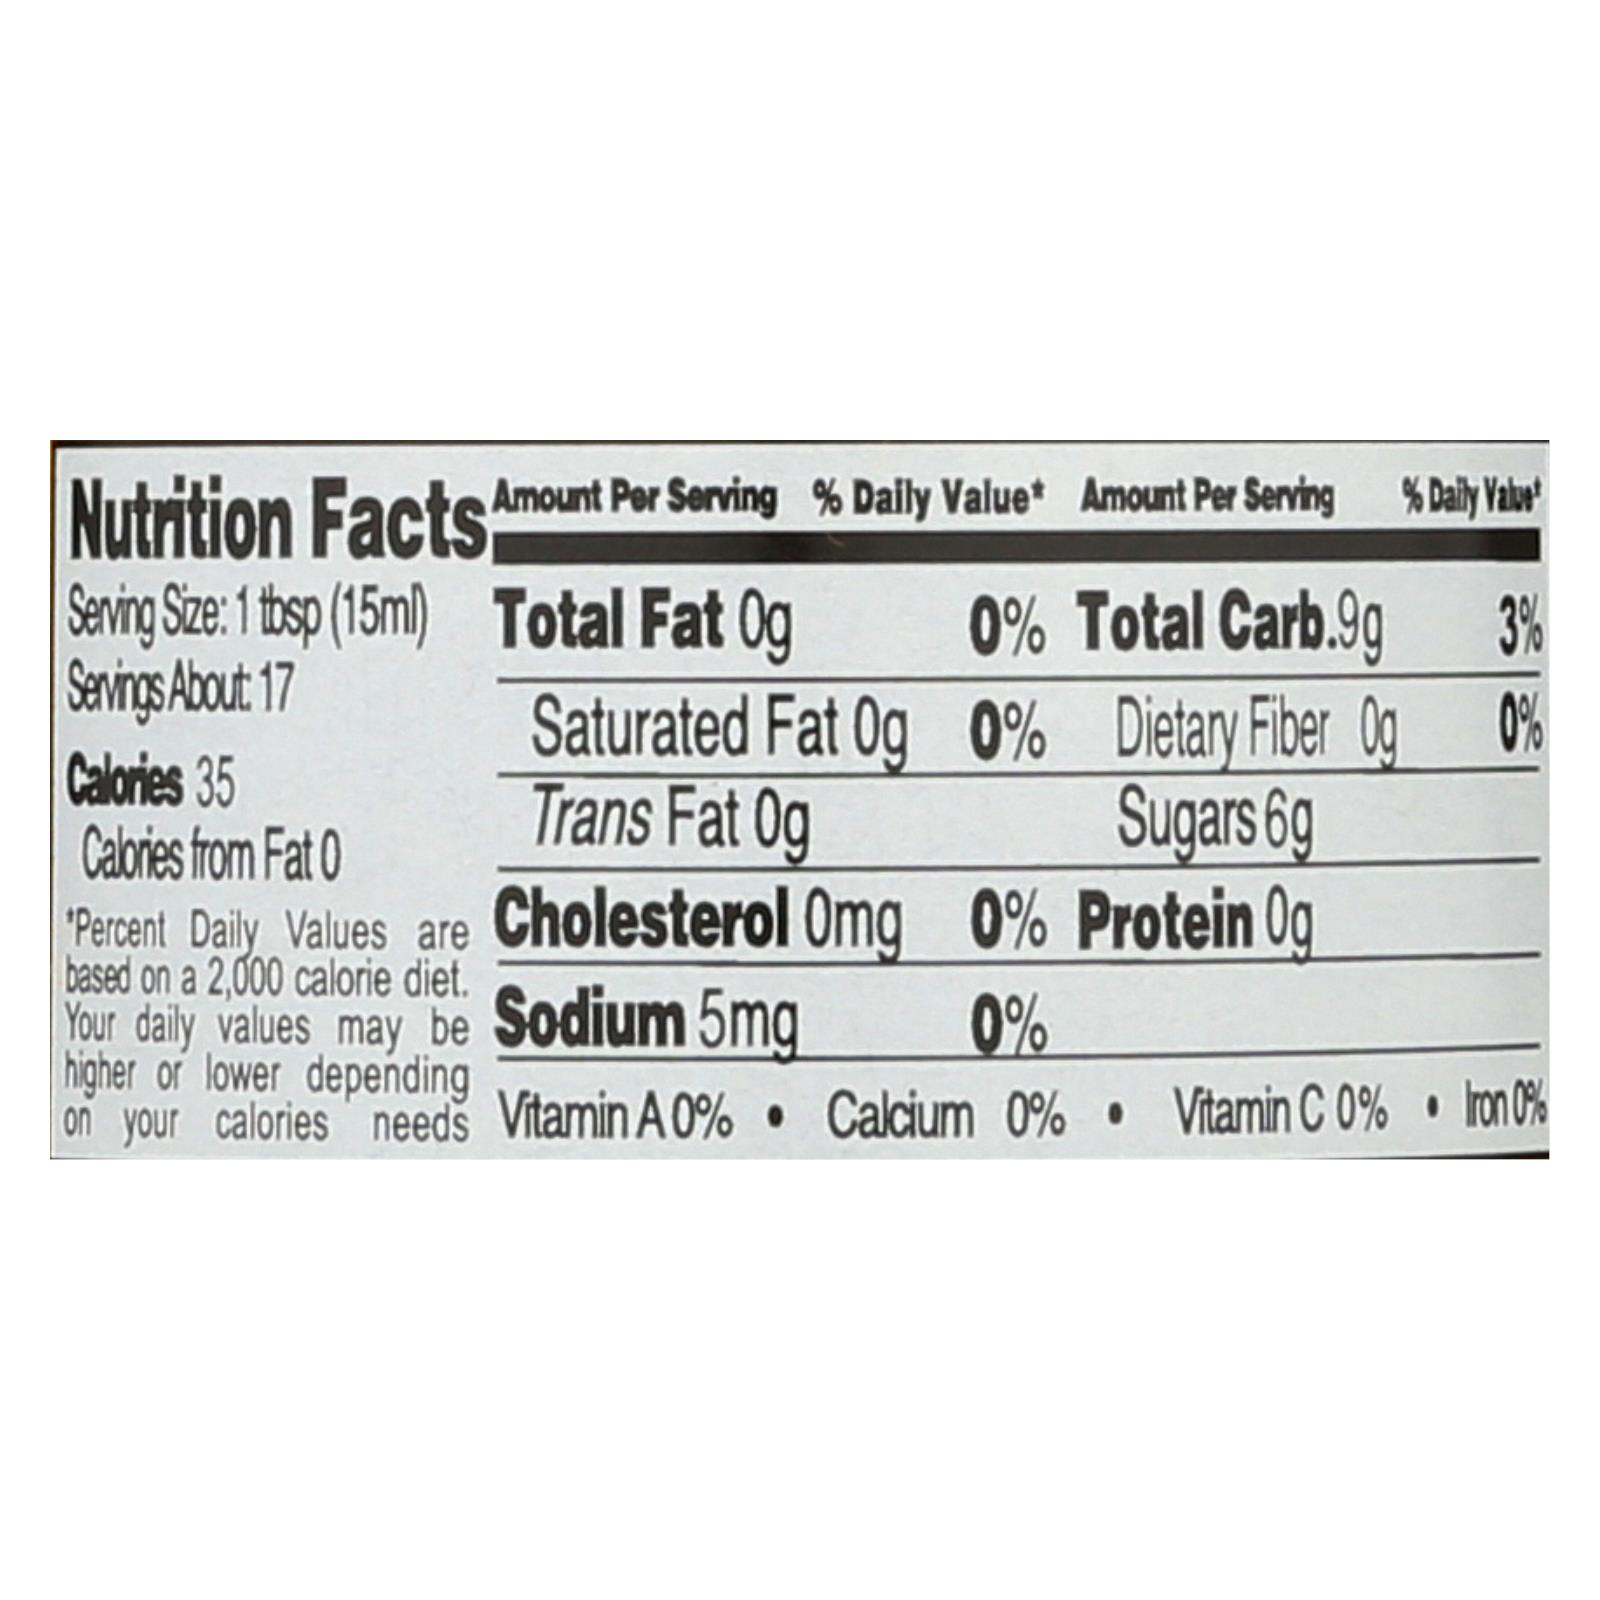 Nutrition Facts
Serving Size: 1 tbsp (15ml)
Servings About: 17
Calories 35
Calories from Fat 0
*Percent Daily Values are
based on a 2,000 calorie diet.
Your daily values may be
higher or lower depending
on your calories needs
Amount Per Serving % Daily Value* Amount Per Serving % Daily Value*
Total Fat 0g 0% Total Carb.9g 3%
Saturated Fat 0g 0% Dietary Fiber 0g 0%
Trans Fat 0g Sugars 6g
Cholesterol 0mg 0% Protein 0g
Sodium 5mg 0%
Vitamin A 0% • Calcium 0% • Vitamin C 0% • Iron 0%